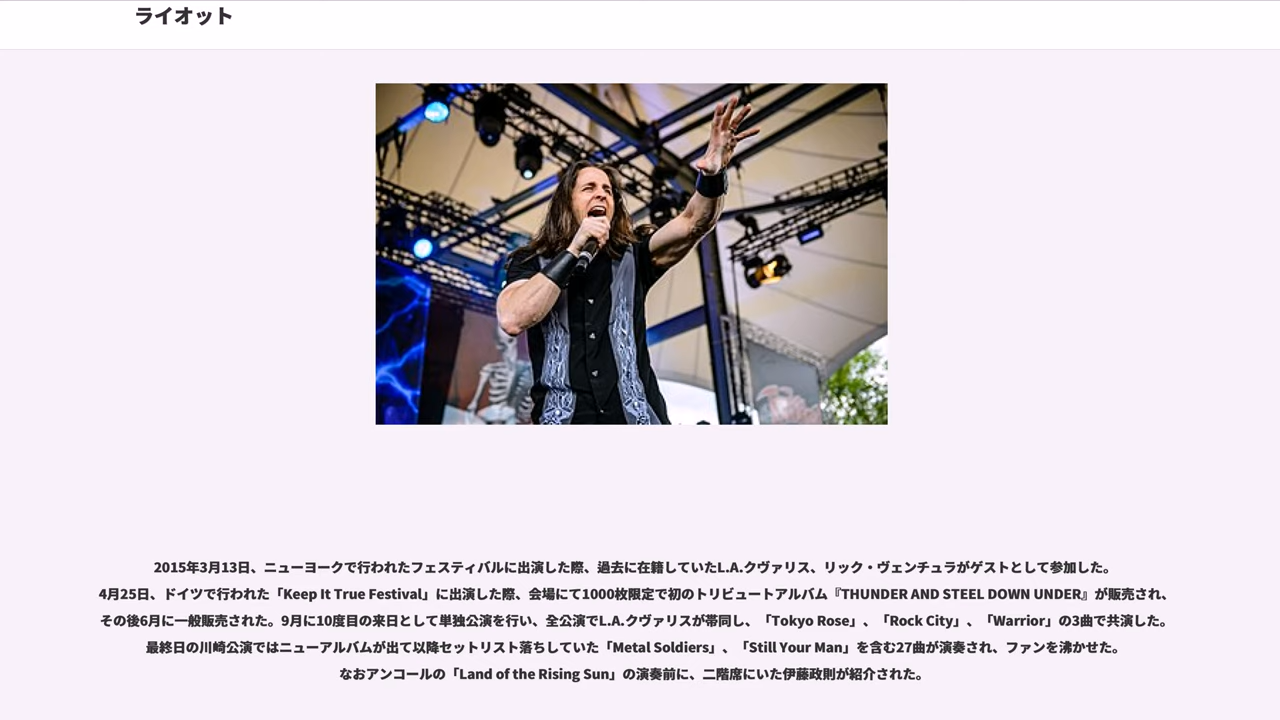 ライオット
2015年3月13日、ニューヨークで行われたフェスティバルに出演した際、過去に在籍していたL.A.クヴァリス、リック・ヴェンチュラがゲストとして参加した。
4月25日、ドイツで行われた「Keep It True Festival」に出演した際、会場にて1000枚限定で初のトリビュートアルバム『THUNDER AND STEEL DOWN UNDER』が販売され、
その後6月に一般販売された。9月に10度目の来日として単独公演を行い、全公演でL.A.クヴァリスが帯同し、「Tokyo Rose」、「Rock City」、「Warrior」の3曲で共演した。
最終日の川崎公演ではニューアルバムが出て以降セットリスト落ちしていた「Metal Soldiers」、「Still Your Man」を含む27曲が演奏され、ファンを沸かせた。
なおアンコールの「Land of the Rising Sun」の演奏前に、二階席にいた伊藤政則が紹介された。